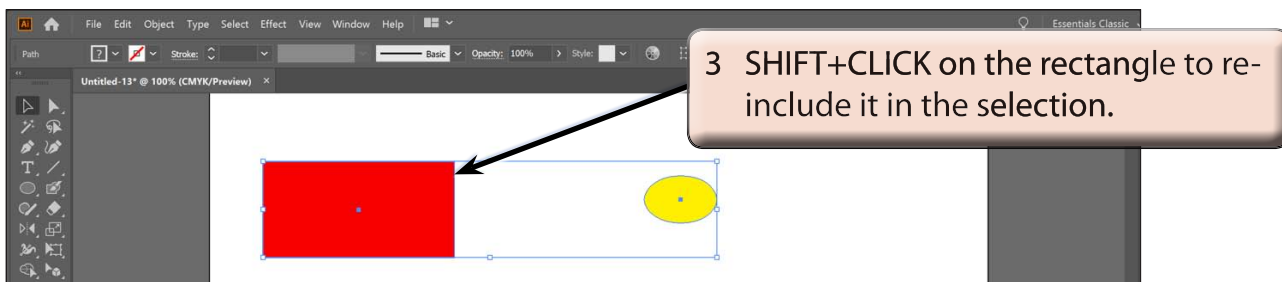 Ai File Edit Object Type Select Effect View Window Help Essentials Classic
Path ? Stroke: Basic Opacity: 100% Style:
Untitled-13* @ 100% (CMYK/Preview) ×
3 SHIFT+CLICK on the rectangle to re-
include it in the selection.